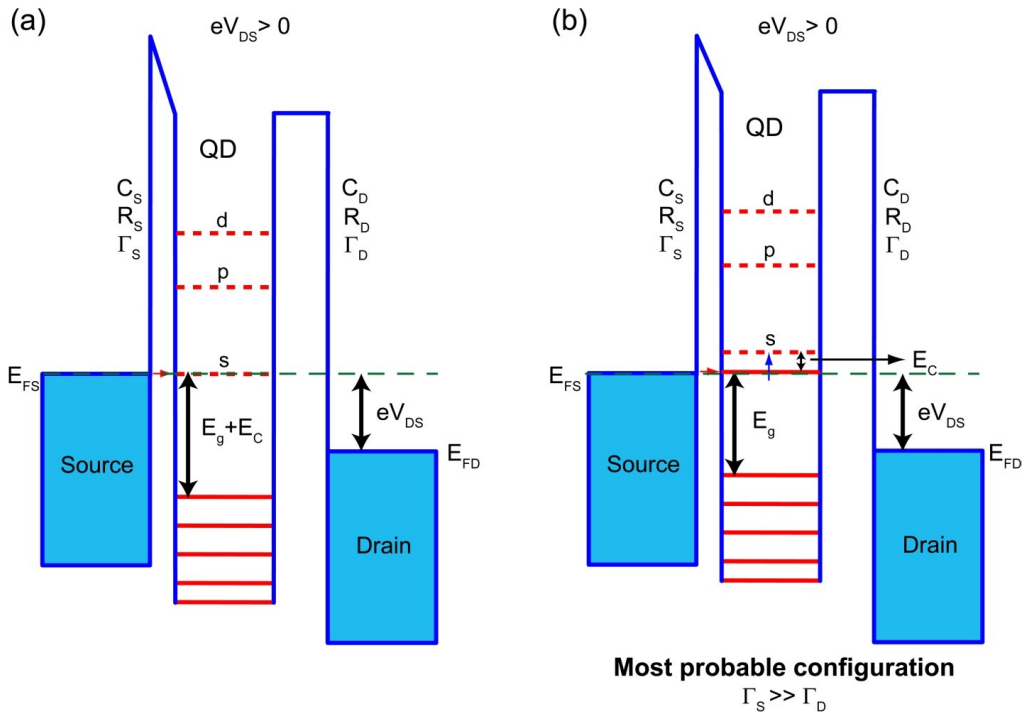 (a)
eV_DS > 0
QD
C_S
R_S
Γ_S
C_D
R_D
Γ_D
d
p
s
E_FS
E_g+E_C
eV_DS
E_FD
Source
Drain
(b)
eV_DS > 0
QD
C_S
R_S
Γ_S
C_D
R_D
Γ_D
d
p
s
E_C
E_FS
E_g
eV_DS
E_FD
Source
Drain
Most probable configuration
Γ_S >> Γ_D